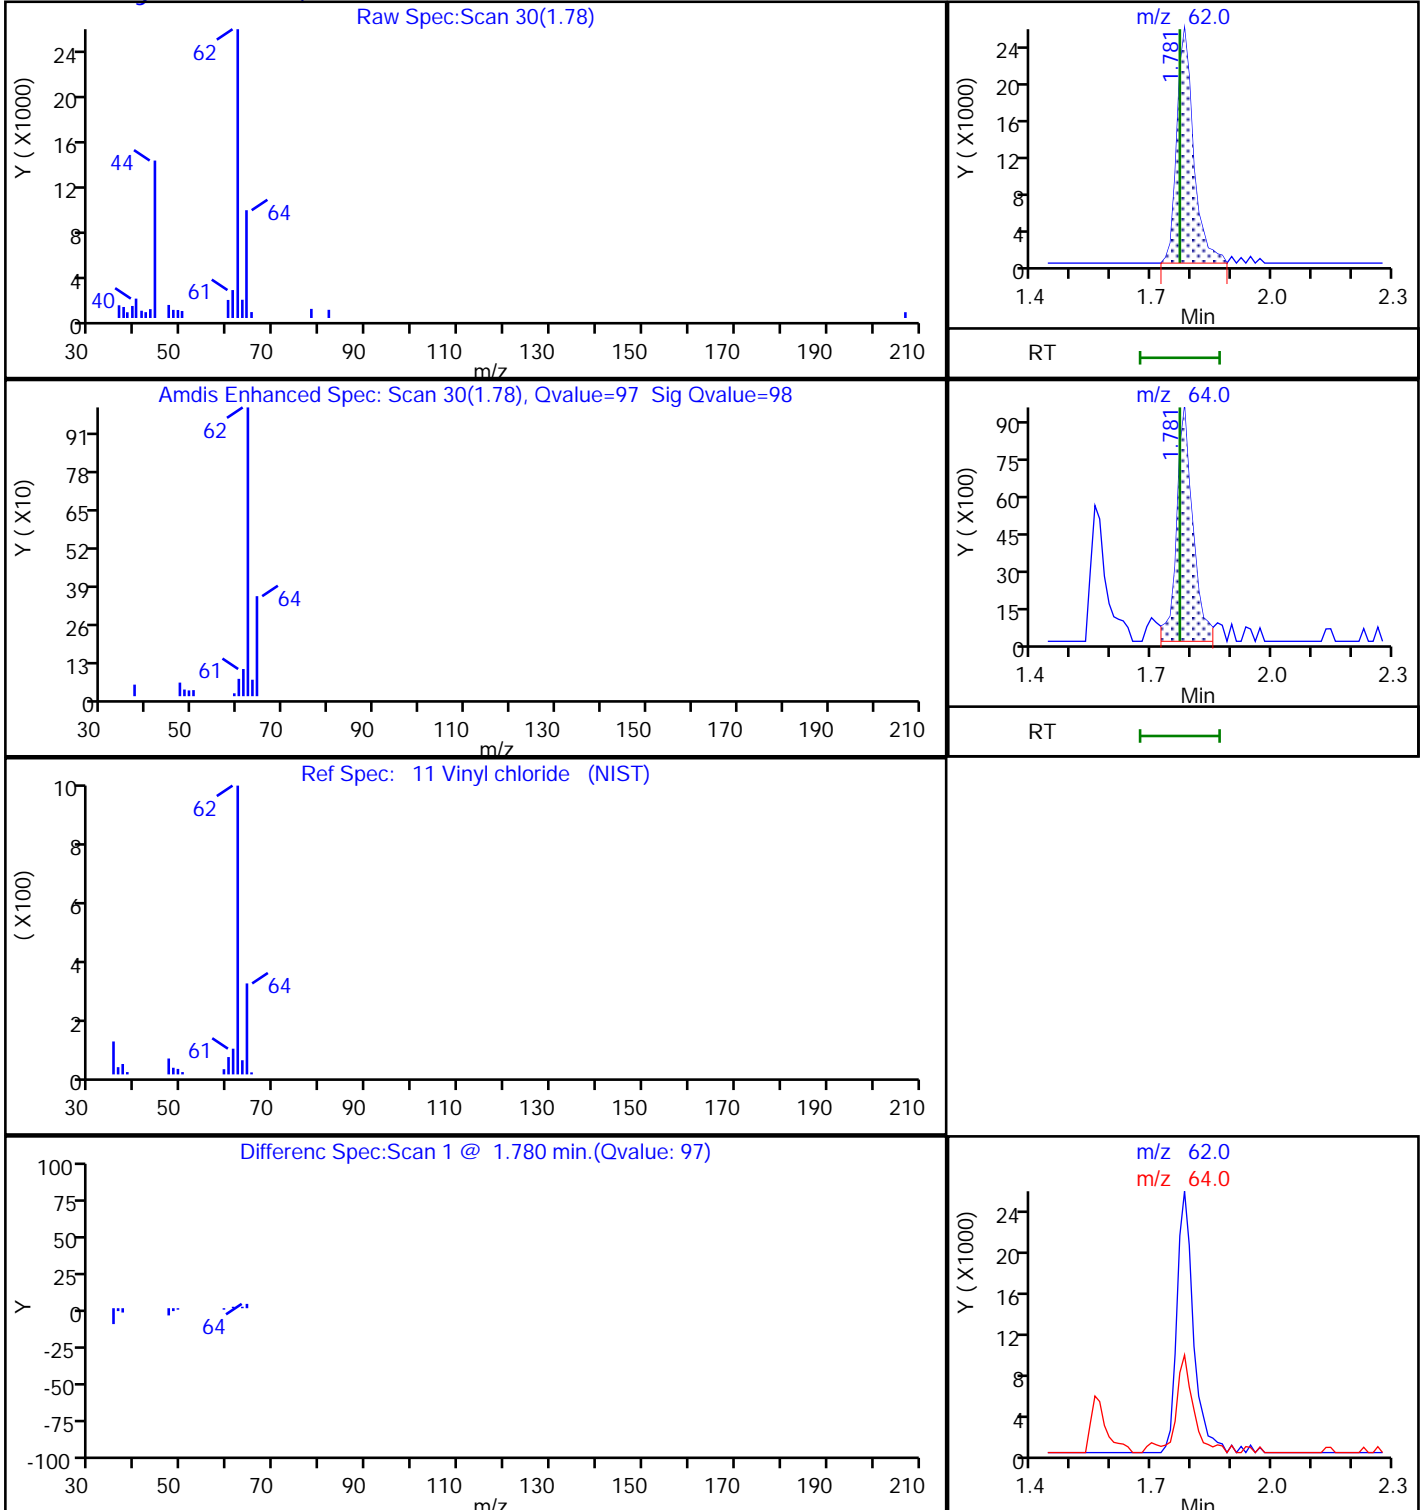 Raw Spec:Scan 30(1.78)
Y ( X1000)
24
20
16
12
8
4
0
62
44
64
61
40
30 50 70 90 110 130 150 170 190 210
m/z
m/z 62.0
Y ( X1000)
24
20
16
12
8
4
0
1.781
1.4 1.7 2.0 2.3
Min
RT
Amdis Enhanced Spec: Scan 30(1.78), Qvalue=97 Sig Qvalue=98
Y ( X10)
91
78
65
52
39
26
13
0
62
64
61
30 50 70 90 110 130 150 170 190 210
m/z
m/z 64.0
Y ( X100)
90
75
60
45
30
15
0
1.781
1.4 1.7 2.0 2.3
Min
RT
Ref Spec: 11 Vinyl chloride (NIST)
( X100)
10
8
6
4
2
0
62
64
61
30 50 70 90 110 130 150 170 190 210
Differenc Spec:Scan 1 @ 1.780 min.(Qvalue: 97)
Y
100
75
50
25
0
-25
-50
-75
-100
64
30 50 70 90 110 130 150 170 190 210
m/z
m/z 62.0
m/z 64.0
Y ( X1000)
24
20
16
12
8
4
0
1.4 1.7 2.0 2.3
Min